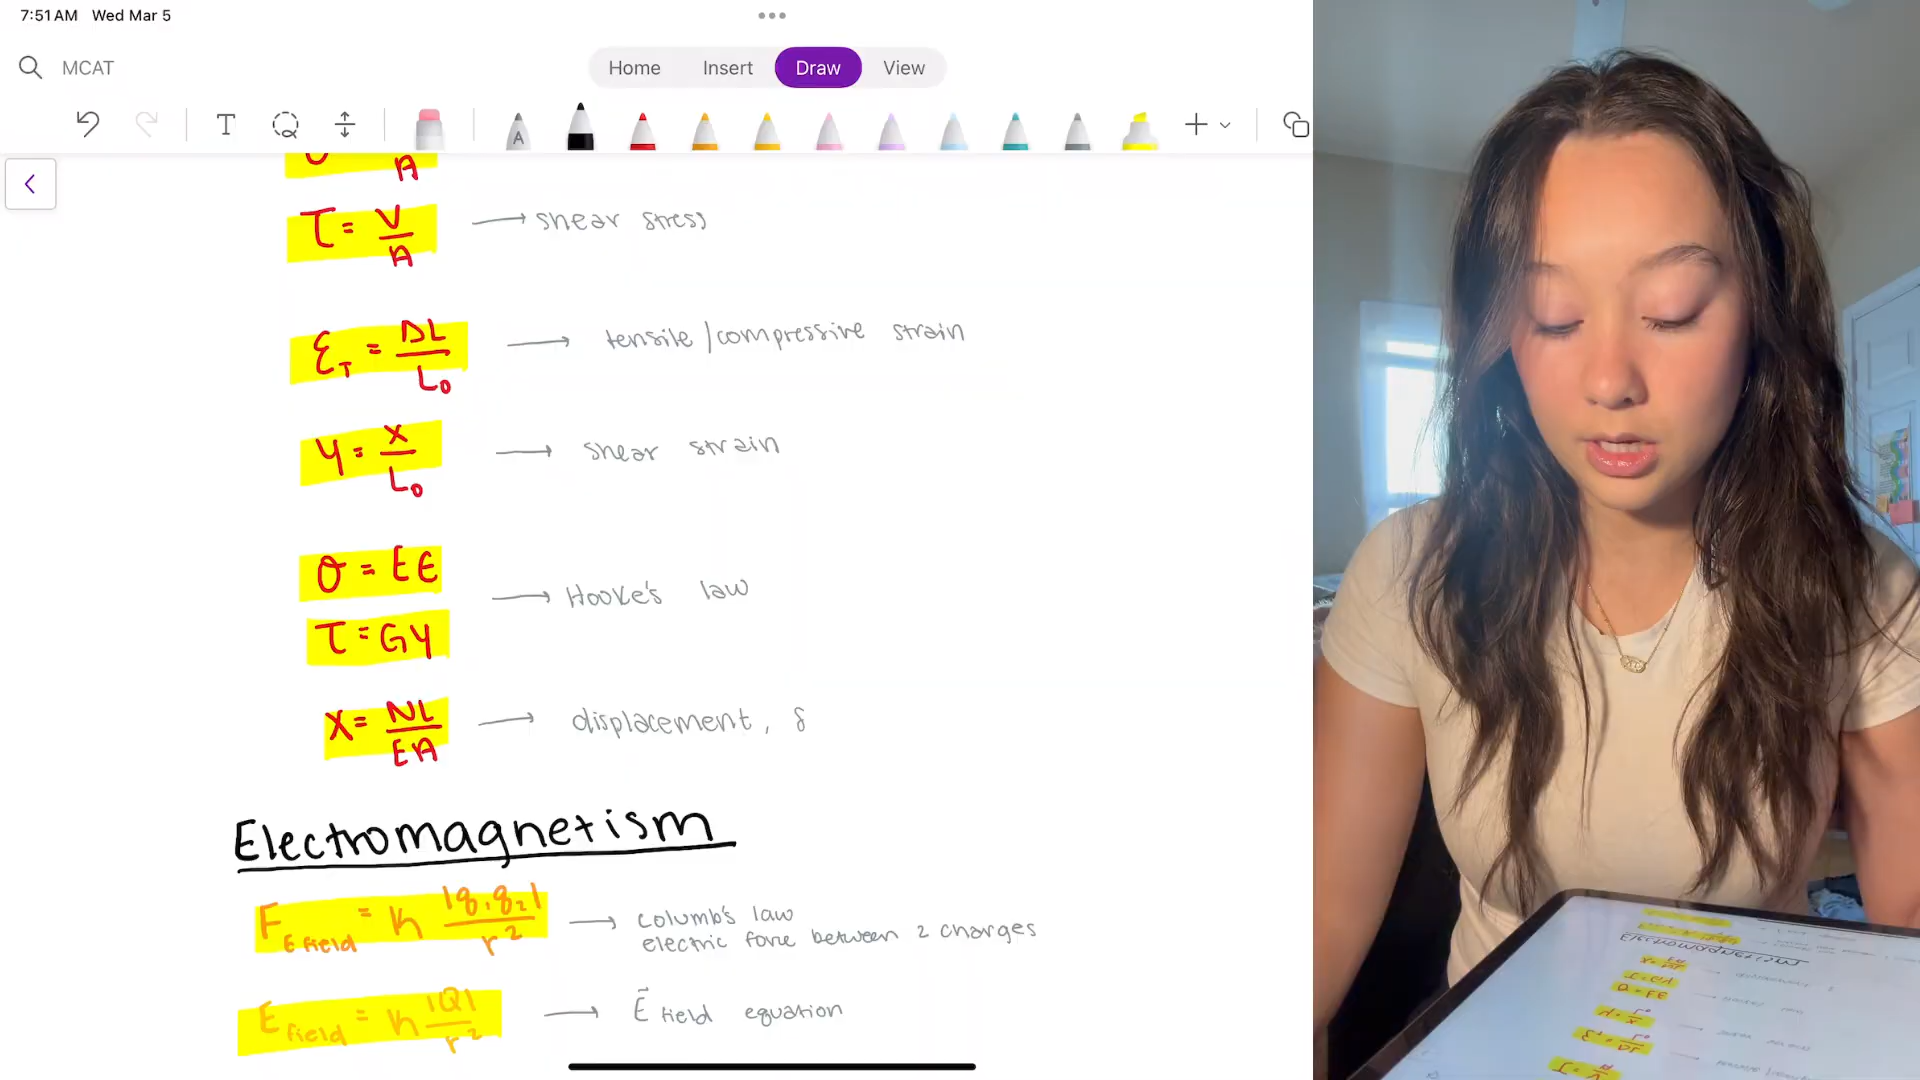 7:51 AM Wed Mar 5
MCAT
Home Insert Draw View
T
A
A
τ = V/A → shear stress
ε_T = ΔL/L₀ → tensile/compressive strain
γ = x/L₀ → shear strain
σ = Eε
→ Hooke's law
τ = Gγ
x = NL/EA → displacement, δ
Electromagnetism
F_E field = k |q₁q₂|/r² → columb's law
electric force between 2 charges
E_field = k |Q|/r² → E⃗ field equation
Electromagnetism